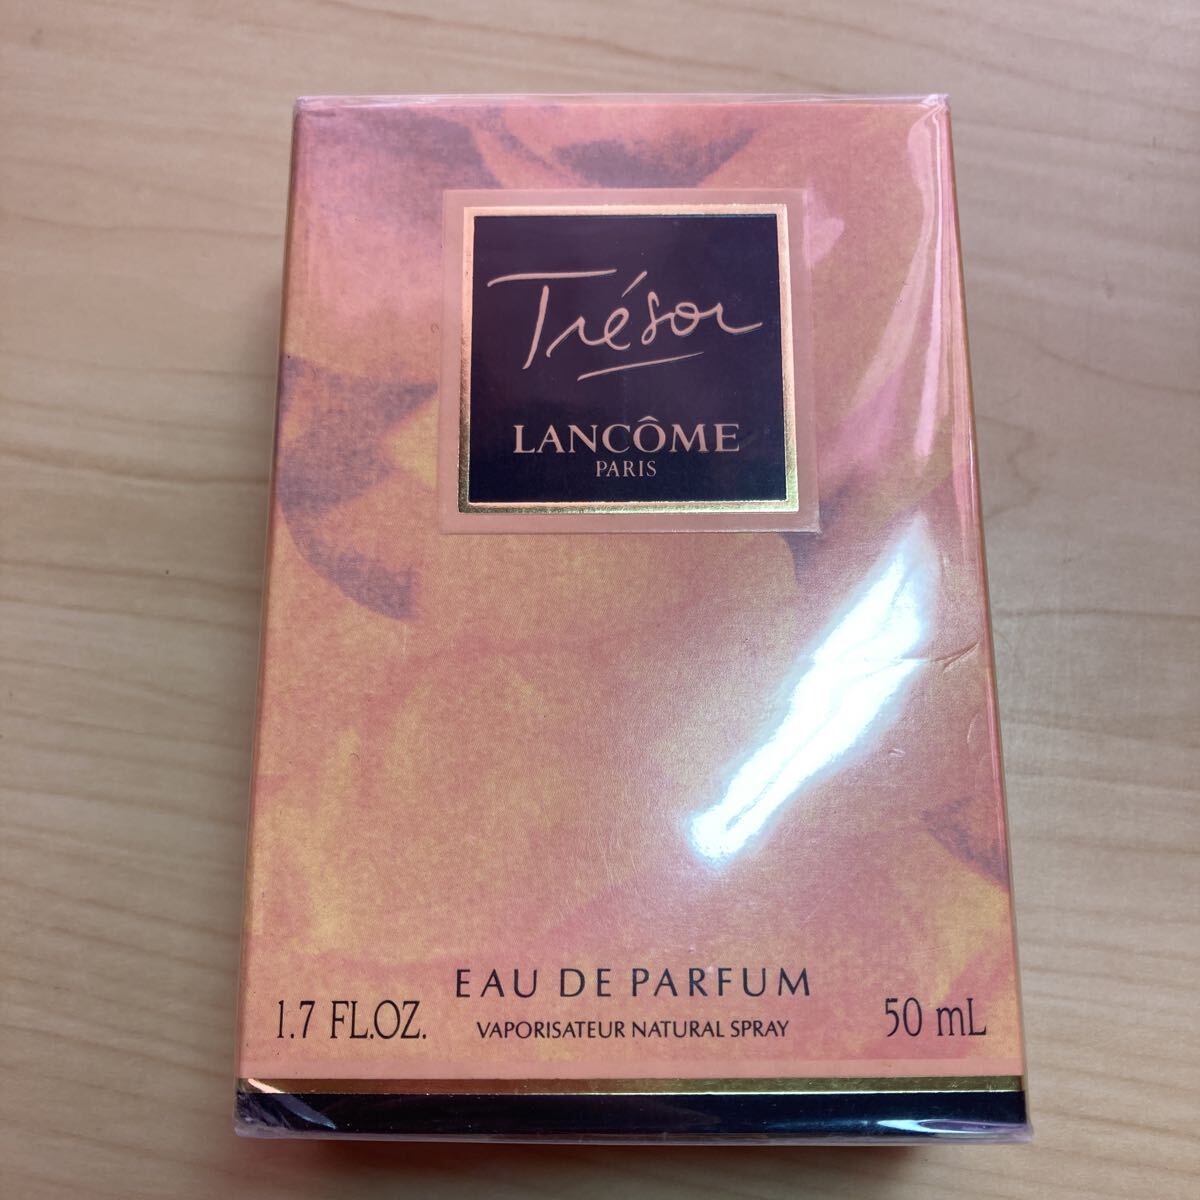 Trésor
LANCÔME
PARIS
EAU DE PARFUM
1.7 FL.OZ. VAPORISATEUR NATURAL SPRAY 50 mL